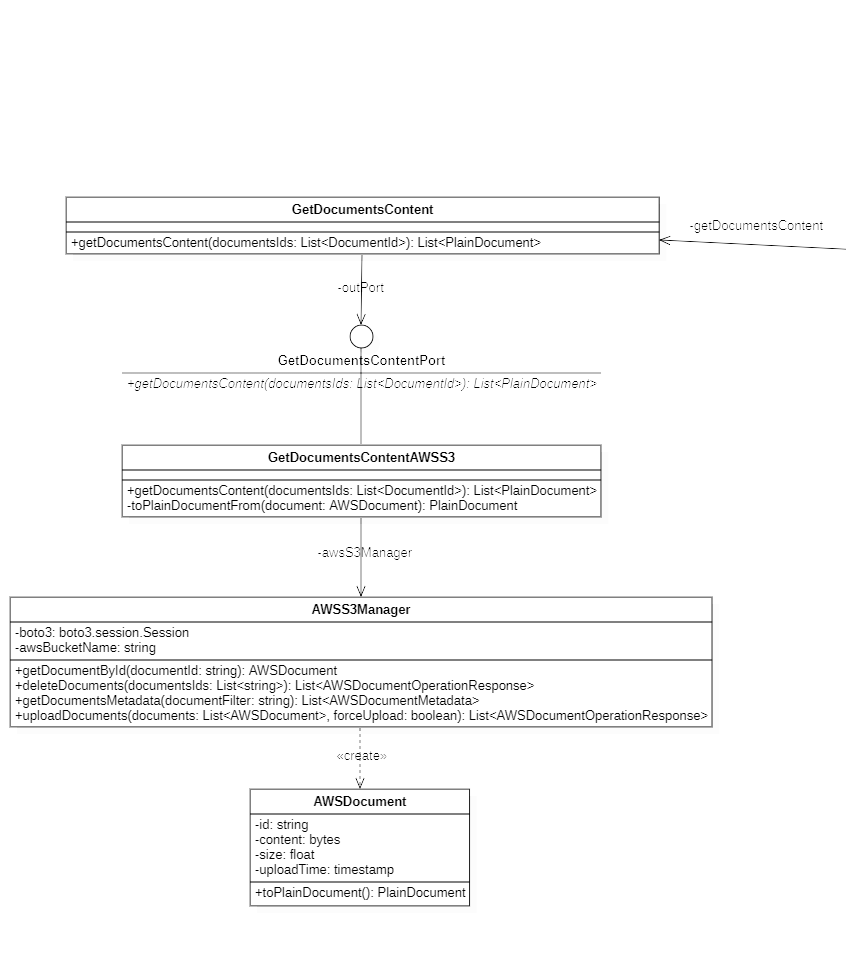 GetDocumentsContent
+getDocumentsContent(documentsIds: List<DocumentId>): List<PlainDocument>
-getDocumentsContent
-outPort
GetDocumentsContentPort
+getDocumentsContent(documentsIds: List<DocumentId>): List<PlainDocument>
GetDocumentsContentAWSS3
+getDocumentsContent(documentsIds: List<DocumentId>): List<PlainDocument>
-toPlainDocumentFrom(document: AWSDocument): PlainDocument
-awsS3Manager
AWSS3Manager
-boto3: boto3.session.Session
-awsBucketName: string
+getDocumentById(documentId: string): AWSDocument
+deleteDocuments(documentsIds: List<string>): List<AWSDocumentOperationResponse>
+getDocumentsMetadata(documentFilter: string): List<AWSDocumentMetadata>
+uploadDocuments(documents: List<AWSDocument>, forceUpload: boolean): List<AWSDocumentOperationResponse>
«create»
AWSDocument
-id: string
-content: bytes
-size: float
-uploadTime: timestamp
+toPlainDocument(): PlainDocument